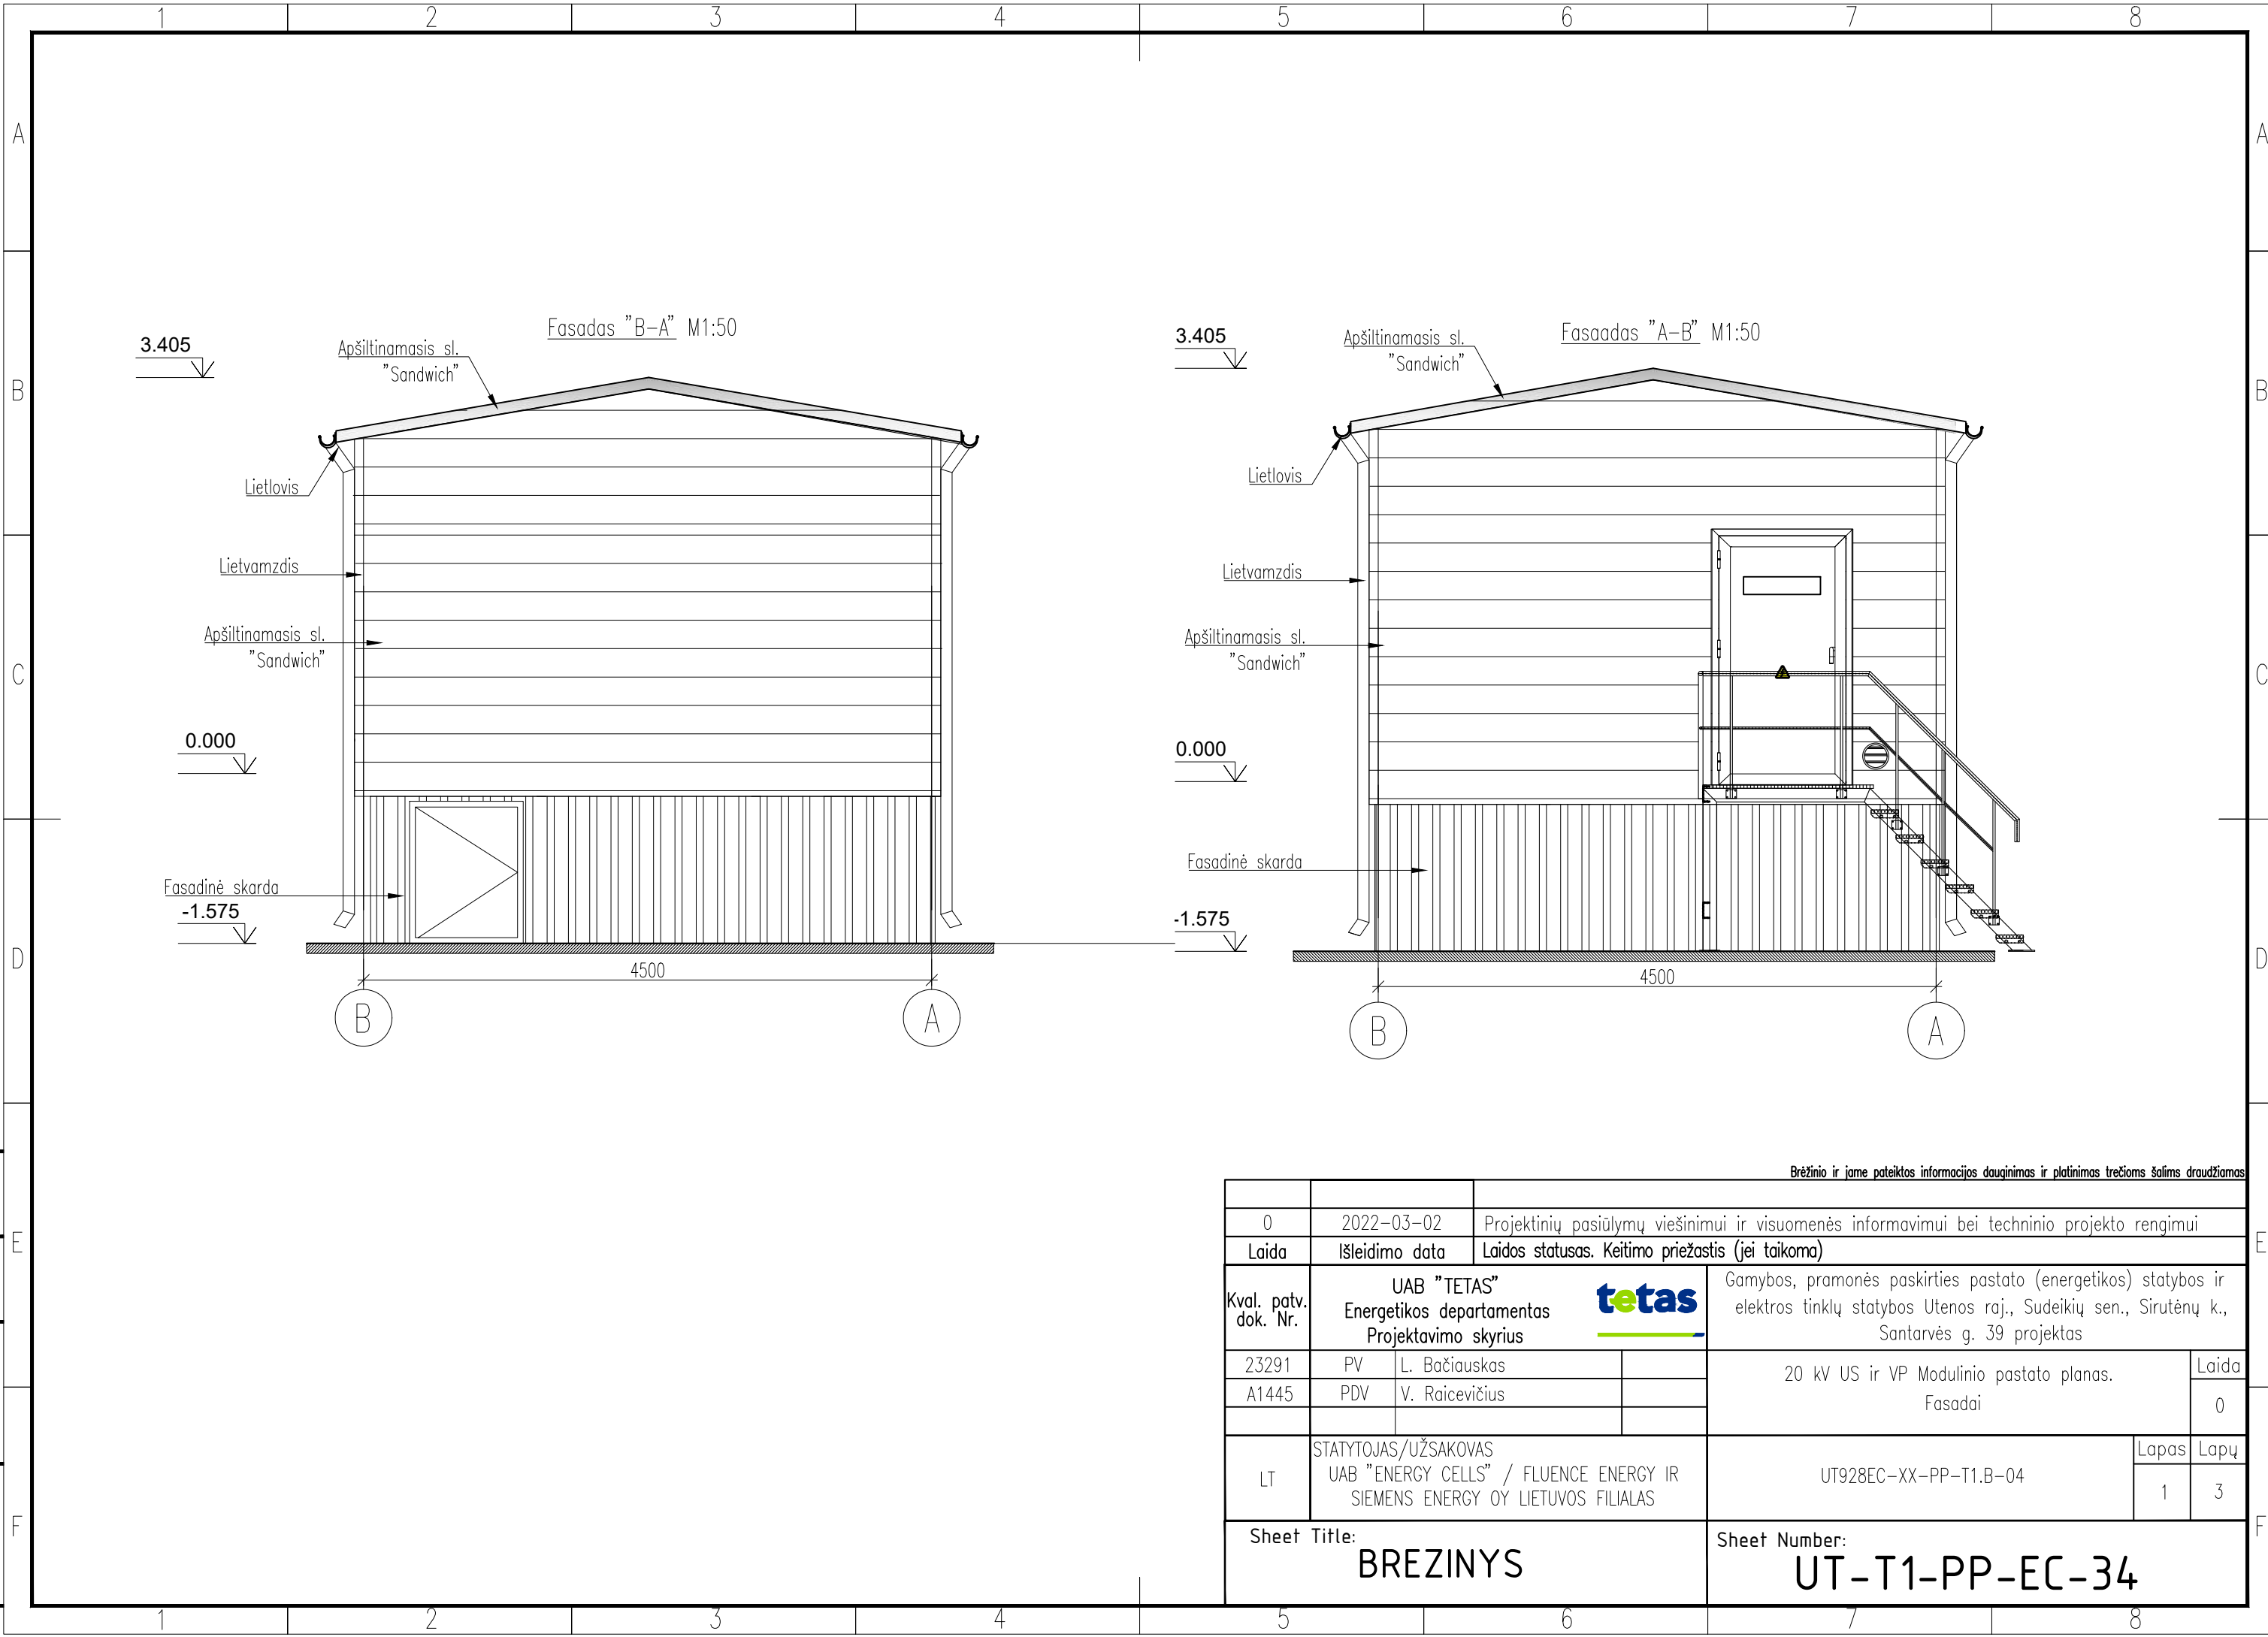 1 2 3 4 5 6 7 8
A A
B B
C C
D D
E E
F F
Fasadas "B-A" M1:50
3.405
Apšiltinamasis sl.
"Sandwich"
Lietlovis
Lietvamzdis
Apšiltinamasis sl.
"Sandwich"
0.000
Fasadinė skarda
-1.575
4500
B A
Fasaadas "A-B" M1:50
3.405
Apšiltinamasis sl.
"Sandwich"
Lietlovis
Lietvamzdis
Apšiltinamasis sl.
"Sandwich"
0.000
Fasadinė skarda
-1.575
4500
B A
Brėžinio ir jame pateiktos informacijos dauginimas ir platinimas trečioms šalims draudžiamas
0 2022-03-02 Projektinių pasiūlymų viešinimui ir visuomenės informavimui bei techninio projekto rengimui
Laida Išleidimo data Laidos statusas. Keitimo priežastis (jei taikoma)
Kval. patv.
dok. Nr.
UAB "TETAS"
Energetikos departamentas
Projektavimo skyrius
tetas
Gamybos, pramonės paskirties pastato (energetikos) statybos ir
elektros tinklų statybos Utenos raj., Sudeikių sen., Sirutėnų k.,
Santarvės g. 39 projektas
23291 PV L. Bačiauskas
A1445 PDV V. Raicevičius
20 kV US ir VP Modulinio pastato planas.
Fasadai
Laida
0
LT
STATYTOJAS/UŽSAKOVAS
UAB "ENERGY CELLS" / FLUENCE ENERGY IR
SIEMENS ENERGY OY LIETUVOS FILIALAS
UT928EC-XX-PP-T1.B-04
Lapas Lapų
1 3
Sheet Title:
BREZINYS
Sheet Number:
UT-T1-PP-EC-34
1 2 3 4 5 6 7 8